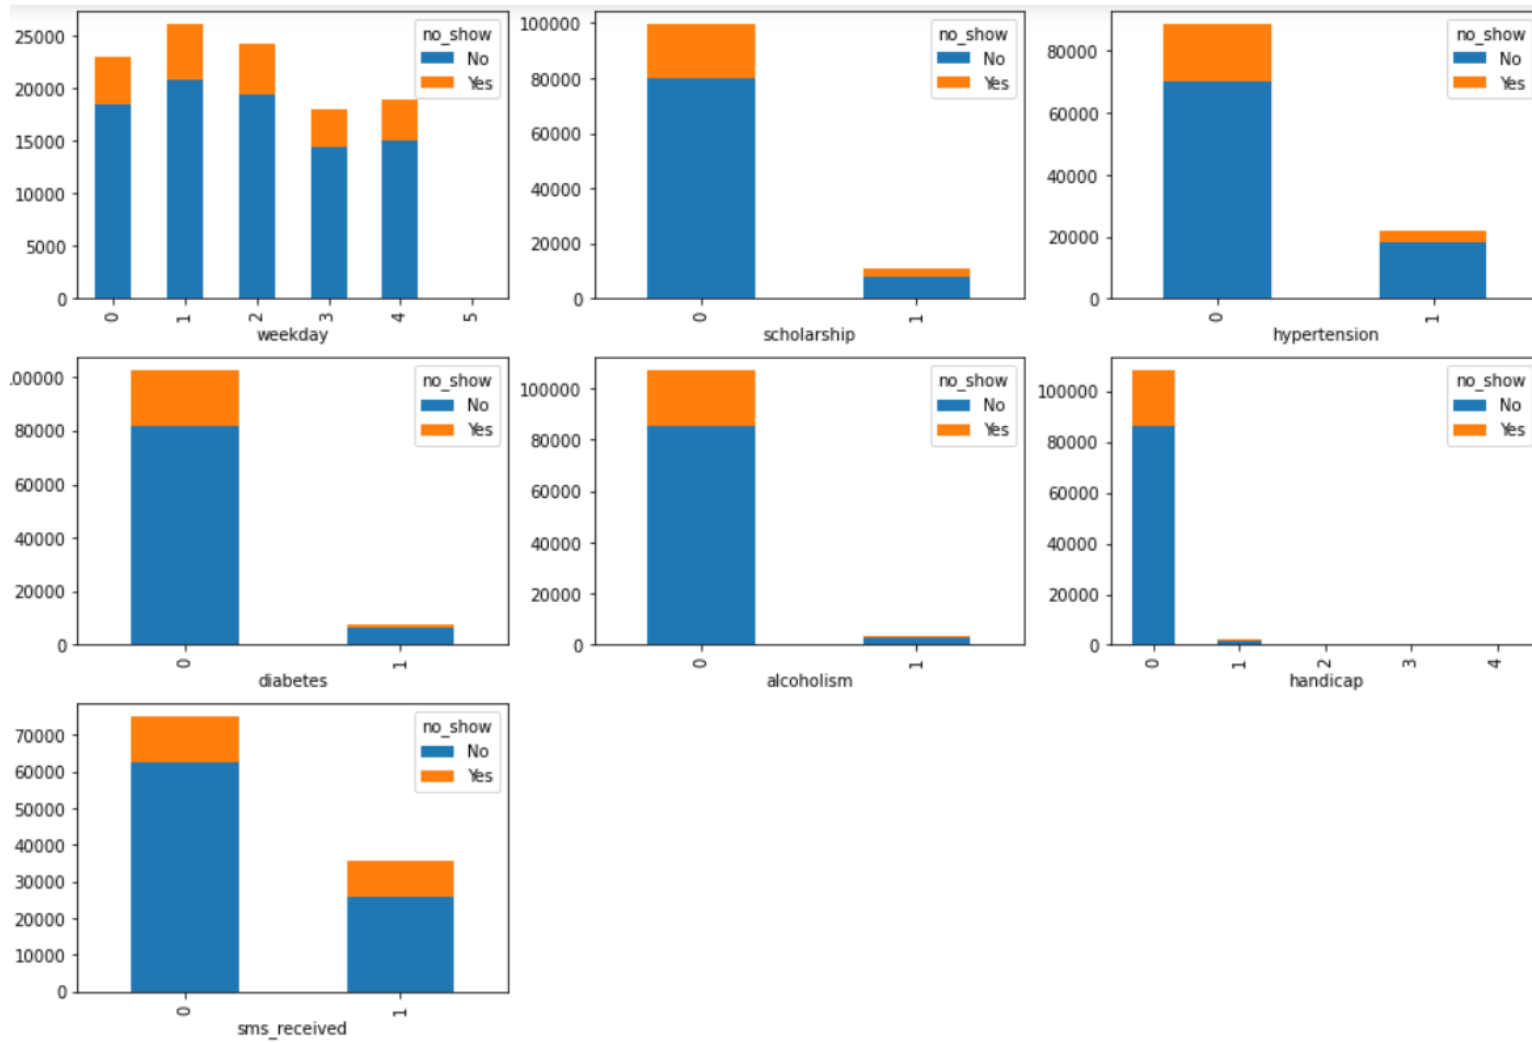 25000
20000
15000
10000
5000
0
no_show
No
Yes
0 1 2 3 4 5
weekday
100000
80000
60000
40000
20000
0
no_show
No
Yes
0 1
scholarship
80000
60000
40000
20000
0
no_show
No
Yes
0 1
hypertension
.00000
80000
60000
40000
20000
0
no_show
No
Yes
0 1
diabetes
100000
80000
60000
40000
20000
0
no_show
No
Yes
0 1
alcoholism
100000
80000
60000
40000
20000
0
no_show
No
Yes
0 1 2 3 4
handicap
70000
60000
50000
40000
30000
20000
10000
0
no_show
No
Yes
0 1
sms_received